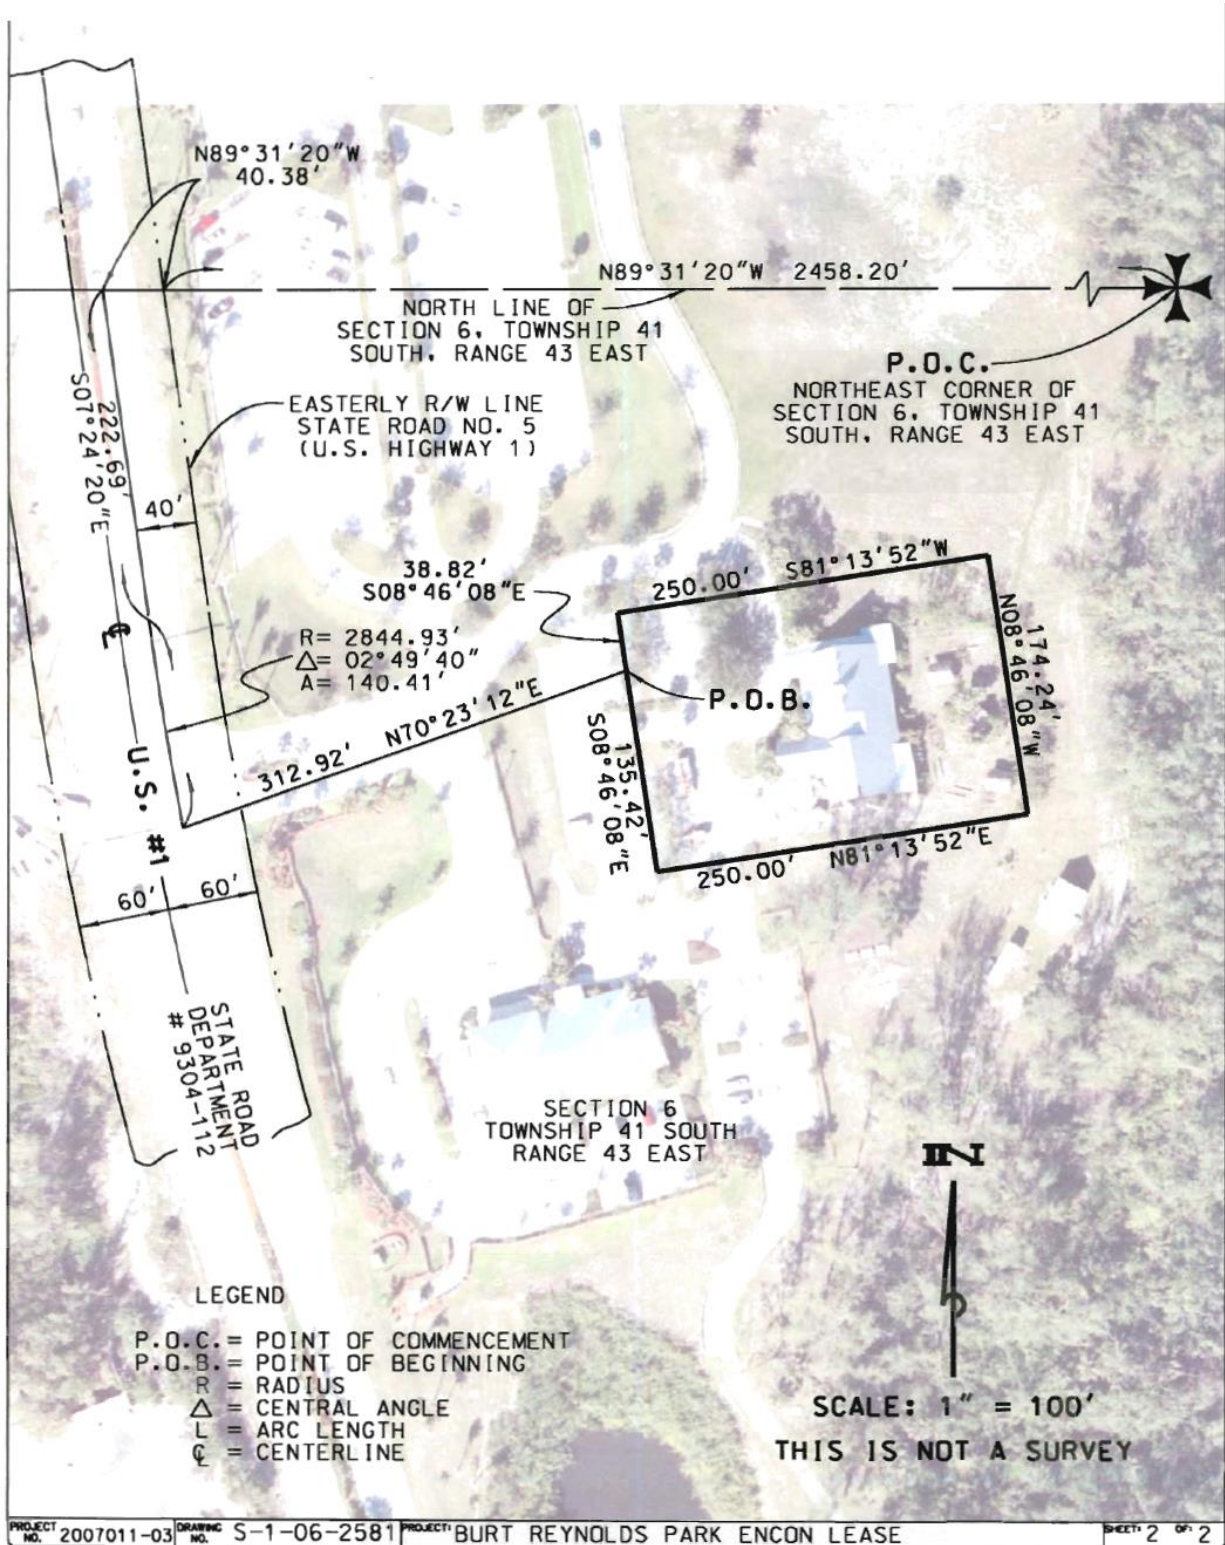 N89°31'20"W
40.38'
N89°31'20"W 2458.20'
NORTH LINE OF
SECTION 6, TOWNSHIP 41
SOUTH, RANGE 43 EAST
P.O.C.
NORTHEAST CORNER OF
SECTION 6, TOWNSHIP 41
SOUTH, RANGE 43 EAST
222.69'
S07°24'20"E
EASTERLY R/W LINE
STATE ROAD NO. 5
(U.S. HIGHWAY 1)
40'
38.82'
S08°46'08"E
250.00' S81°13'52"W
174.24'
N08°46'08"W
R= 2844.93'
Δ= 02°49'40"
A= 140.41'
P.O.B.
312.92' N70°23'12"E
135.42'
S08°46'08"E
250.00' N81°13'52"E
℄
U.S. #1
60' 60'
STATE ROAD
DEPARTMENT
# 9304-112
SECTION 6
TOWNSHIP 41 SOUTH
RANGE 43 EAST
N
LEGEND
P.O.C. = POINT OF COMMENCEMENT
P.O.B. = POINT OF BEGINNING
R = RADIUS
Δ = CENTRAL ANGLE
L = ARC LENGTH
℄ = CENTERLINE
SCALE: 1" = 100'
THIS IS NOT A SURVEY
PROJECT NO. 2007011-03 DRAWING NO. S-1-06-2581 PROJECT: BURT REYNOLDS PARK ENCON LEASE SHEET: 2 OF: 2